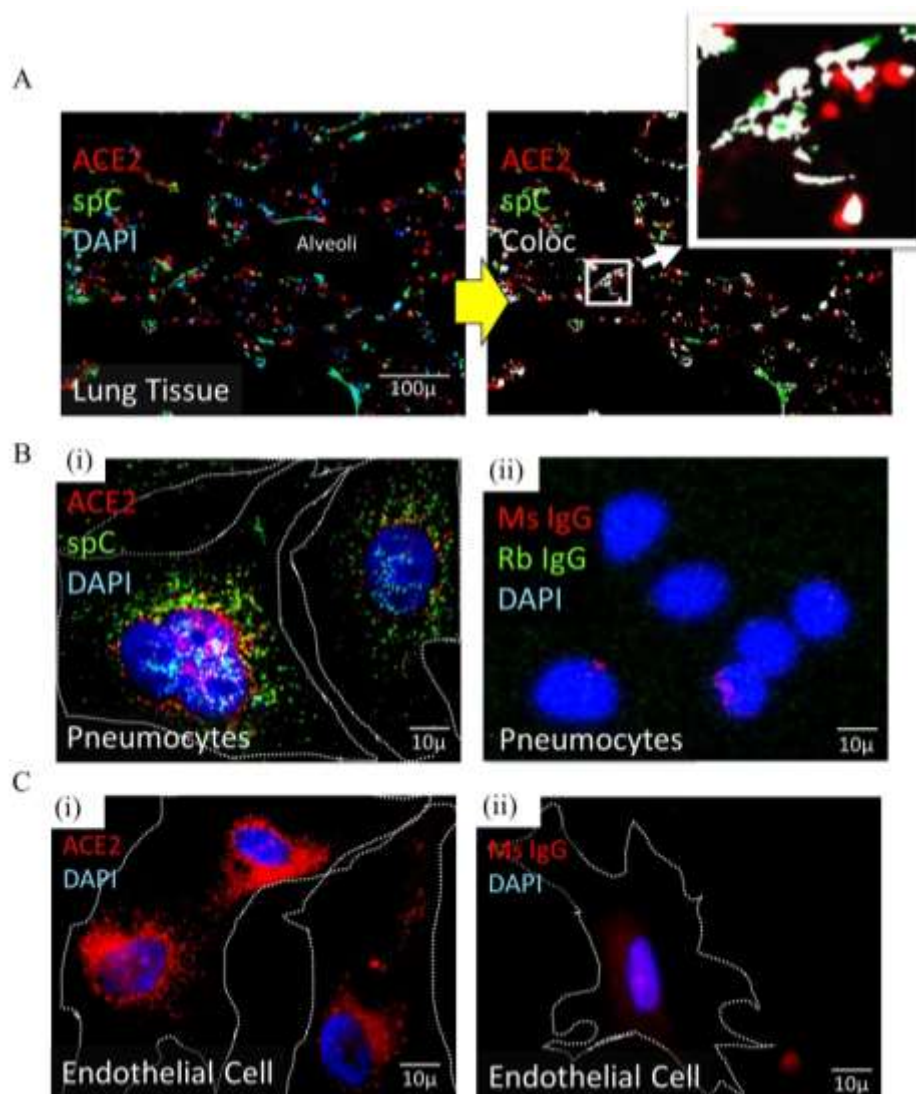 A
ACE2
spC
DAPI
Alveoli
Lung Tissue
100μ
ACE2
spC
Coloc
B
(i)
ACE2
spC
DAPI
Pneumocytes
10μ
(ii)
Ms IgG
Rb IgG
DAPI
Pneumocytes
10μ
C
(i)
ACE2
DAPI
Endothelial Cell
10μ
(ii)
Ms IgG
DAPI
Endothelial Cell
10μ